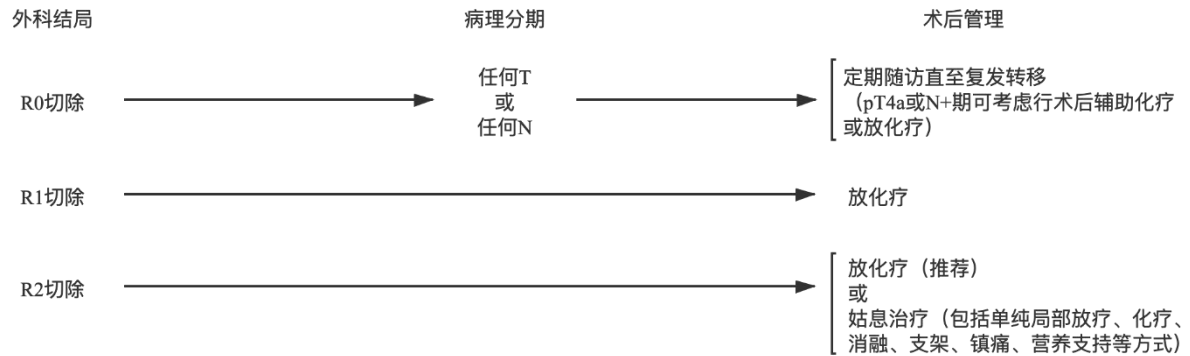 外科结局 病理分期 术后管理
R0切除
任何T
或
任何N
定期随访直至复发转移
（pT4a或N+期可考虑行术后辅助化疗
或放化疗）
R1切除 放化疗
R2切除
放化疗（推荐）
或
姑息治疗（包括单纯局部放疗、化疗、
消融、支架、镇痛、营养支持等方式）